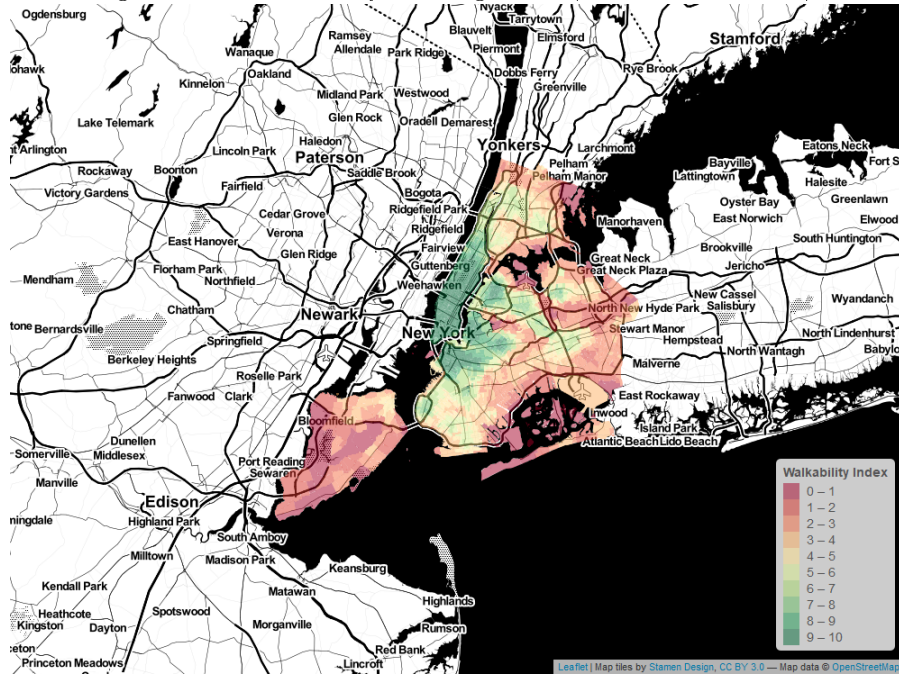 Ogdensburg
Nyack
Tarrytown
Ramsey
Blauvelt
Elmsford
Stamford
Wanaque
Allendale
Park Ridge
Piermont
Oakland
Dobbs Ferry
Rye Brook
Kinnelon
Midland Park
Westwood
Greenville
Lake Telemark
Glen Rock
Oradell
Demarest
Haledon
Yonkers
Larchmont
Eatons Neck
Lincoln Park
Paterson
Pelham
Bayville
Fort S
Rockaway
Boonton
Saddle Brook
Pelham Manor
Lattingtown
Halesite
Victory Gardens
Fairfield
Bogota
Oyster Bay
Greenlawn
Cedar Grove
Ridgefield Park
Manorhaven
East Norwich
Elwood
Verona
Ridgefield
East Hanover
Fairview
South Huntington
Glen Ridge
Guttenberg
Great Neck
Brookville
Florham Park
Great Neck Plaza
Jericho
Mendham
Northfield
Weehawken
New Cassel
Chatham
Newark
North New Hyde Park
Salisbury
Wyandanch
Bernardsville
Springfield
New York
Stewart Manor
Hempstead
North Lindenhurst
Berkeley Heights
North Wantagh
Babylo
Roselle Park
Malverne
Fanwood
Clark
East Rockaway
Bloomfield
Inwood
Island Park
Dunellen
Atlantic Beach
Lido Beach
Somerville
Middlesex
Port Reading
Manville
Sewaren
Walkability Index
0 – 1
1 – 2
2 – 3
3 – 4
4 – 5
5 – 6
6 – 7
7 – 8
8 – 9
9 – 10
Edison
Highland Park
South Amboy
Milltown
Madison Park
Keansburg
Kendall Park
Matawan
Heathcote
Spotswood
Highlands
Kingston
Dayton
Morganville
Rumson
Red Bank
Princeton Meadows
Lincroft
Leaflet | Map tiles by Stamen Design, CC BY 3.0 — Map data © OpenStreetMap